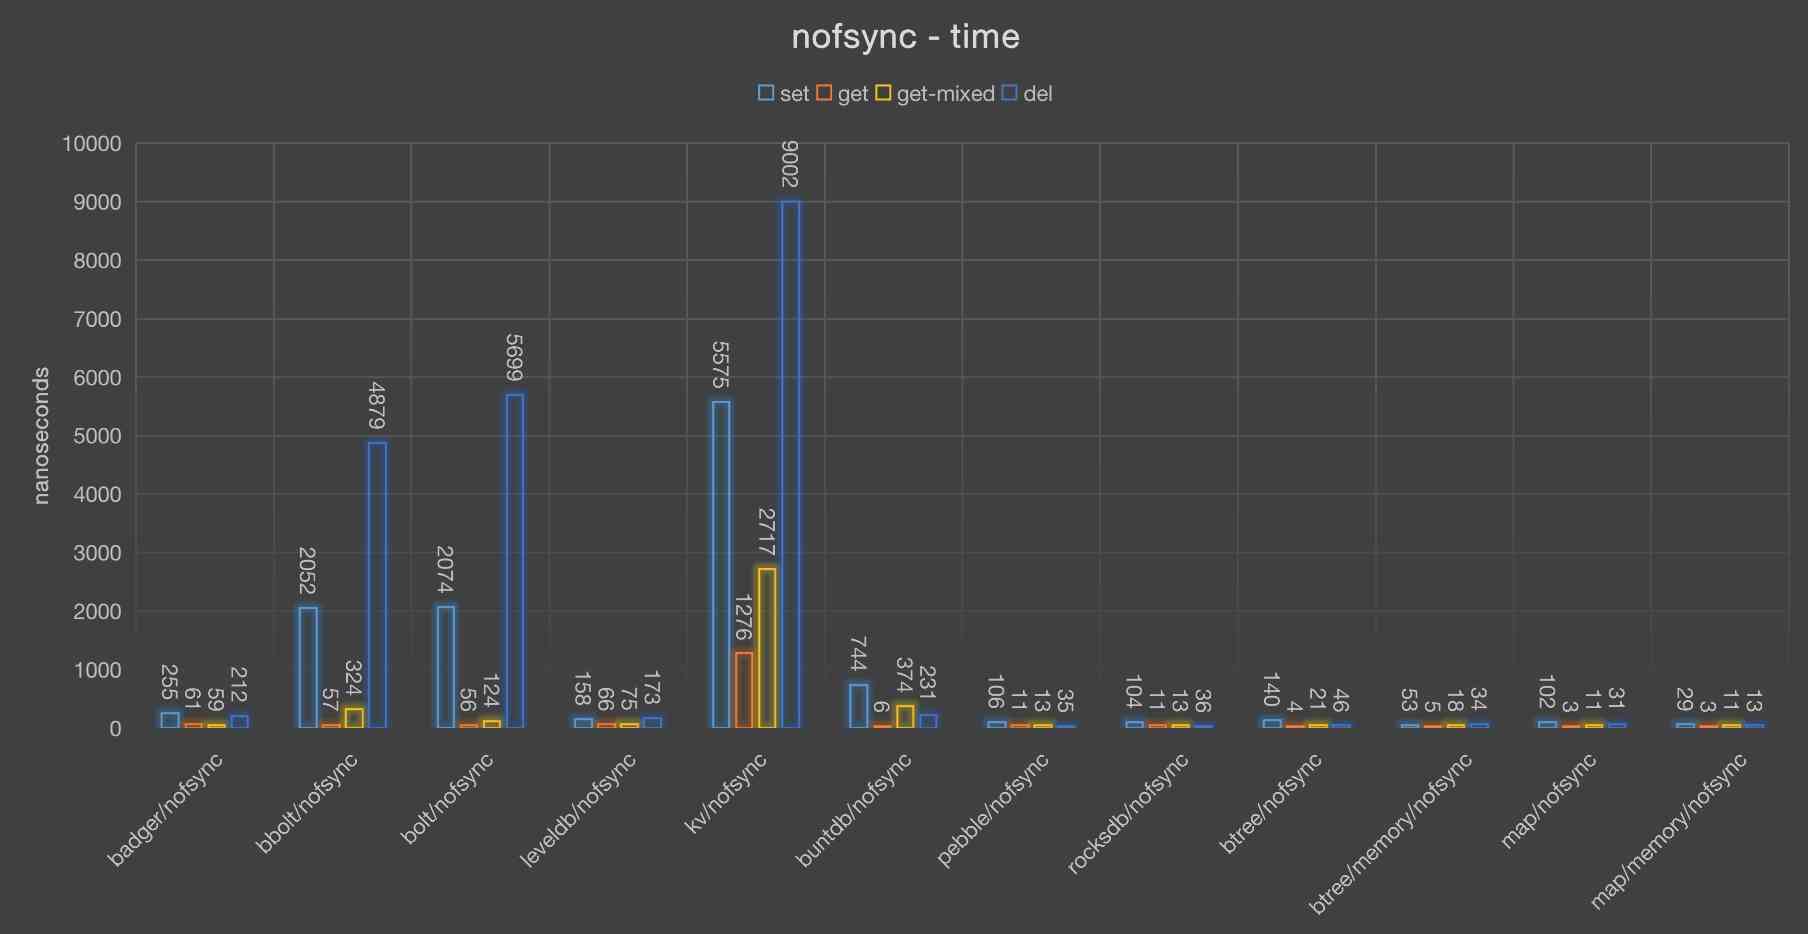 nofsync - time
set get get-mixed del
nanoseconds
10000
9000
8000
7000
6000
5000
4000
3000
2000
1000
0
255 61 59 212
2052 57 324 4879
2074 56 124 5699
158 66 75 173
5575 1276 2717 9002
744 6 374 231
106 11 13 35
104 11 13 36
140 4 21 46
53 5 18 34
102 3 11 31
29 3 11 13
badger/nofsync
bbolt/nofsync
bolt/nofsync
leveldb/nofsync
kv/nofsync
buntdb/nofsync
pebble/nofsync
rocksdb/nofsync
btree/nofsync
btree/memory/nofsync
map/nofsync
map/memory/nofsync